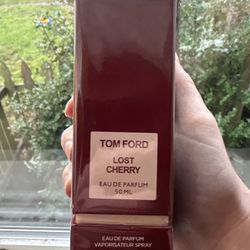 TOM FORD
LOST
CHERRY
EAU DE PARFUM
50 ML
EAU DE PARFUM
VAPORISATEUR SPRAY